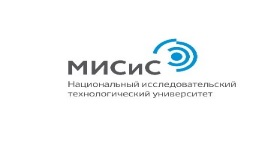 МИСиС
Национальный исследовательский
технологический университет